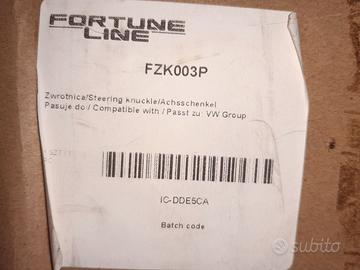 FORTUNE
LINE
FZK003P
Zwrotnica/Steering knuckle/Achsschenkel
Pasuje do / Compatible with / Passt zu: VW Group
IC-DDE5CA
Batch code
subito